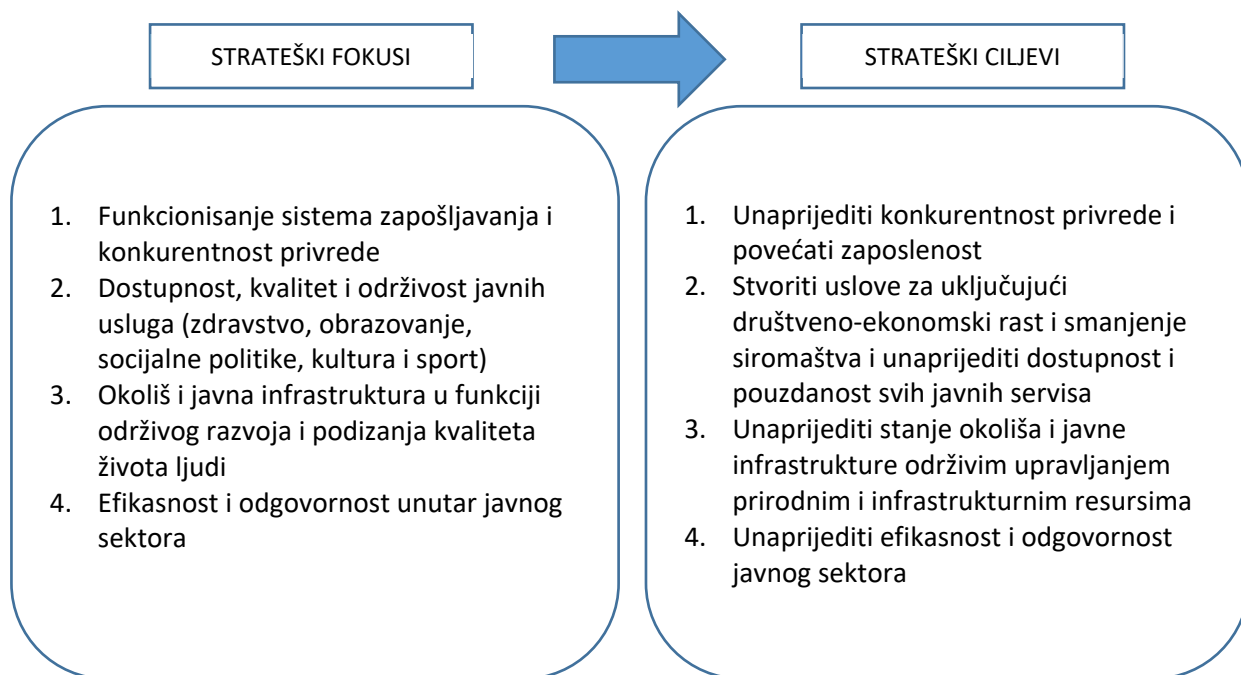 STRATEŠKI FOKUSI
STRATEŠKI CILJEVI
1. Funkcionisanje sistema zapošljavanja i
konkurentnost privrede
2. Dostupnost, kvalitet i održivost javnih
usluga (zdravstvo, obrazovanje,
socijalne politike, kultura i sport)
3. Okoliš i javna infrastruktura u funkciji
održivog razvoja i podizanja kvaliteta
života ljudi
4. Efikasnost i odgovornost unutar javnog
sektora
1. Unaprijediti konkurentnost privrede i
povećati zaposlenost
2. Stvoriti uslove za uključujući
društveno-ekonomski rast i smanjenje
siromaštva i unaprijediti dostupnost i
pouzdanost svih javnih servisa
3. Unaprijediti stanje okoliša i javne
infrastrukture održivim upravljanjem
prirodnim i infrastrukturnim resursima
4. Unaprijediti efikasnost i odgovornost
javnog sektora